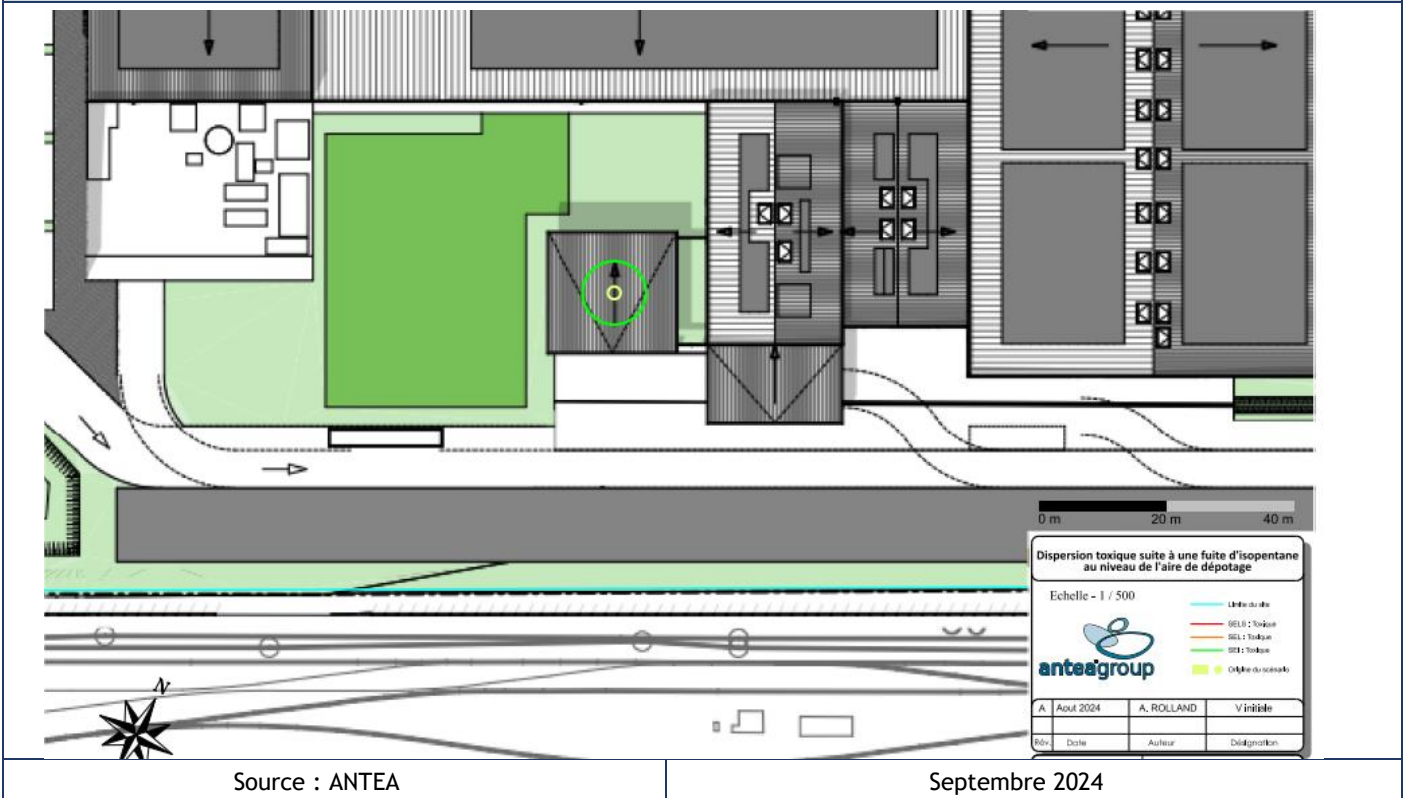 0 m 20 m 40 m
Dispersion toxique suite à une fuite d'isopentane
au niveau de l'aire de dépotage
Echelle - 1 / 500
Limite du site
SELS : Toxique
SEL : Toxique
SEI : Toxique
Origine du scénario
anteagroup
A Aout 2024 A. ROLLAND V initiale
Rév. Date Auteur Désignation
N
Source : ANTEA Septembre 2024